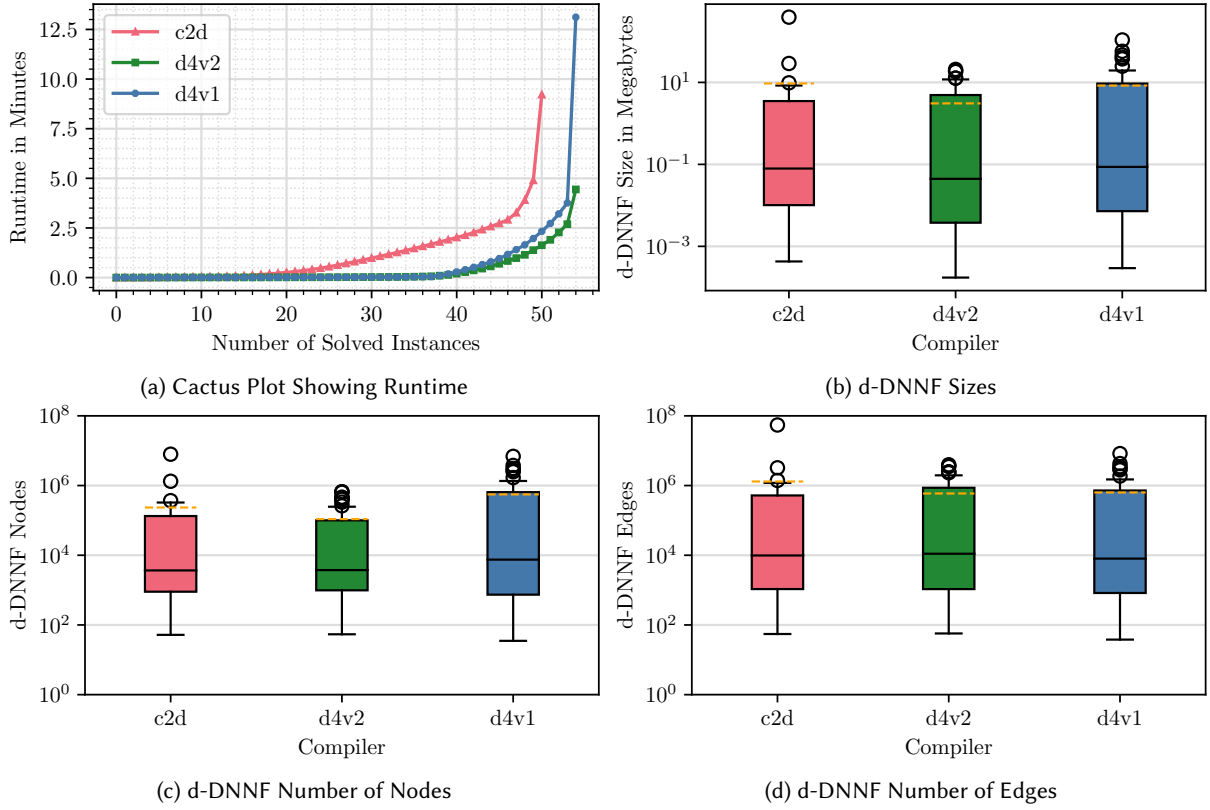 12.5
10.0
7.5
5.0
2.5
0.0
Runtime in Minutes
c2d
d4v2
d4v1
0
10
20
30
40
50
Number of Solved Instances
(a) Cactus Plot Showing Runtime
10^1
10^−1
10^−3
d-DNNF Size in Megabytes
c2d
d4v2
d4v1
Compiler
(b) d-DNNF Sizes
10^8
10^6
10^4
10^2
10^0
d-DNNF Nodes
c2d
d4v2
d4v1
Compiler
(c) d-DNNF Number of Nodes
10^8
10^6
10^4
10^2
10^0
d-DNNF Edges
c2d
d4v2
d4v1
Compiler
(d) d-DNNF Number of Edges